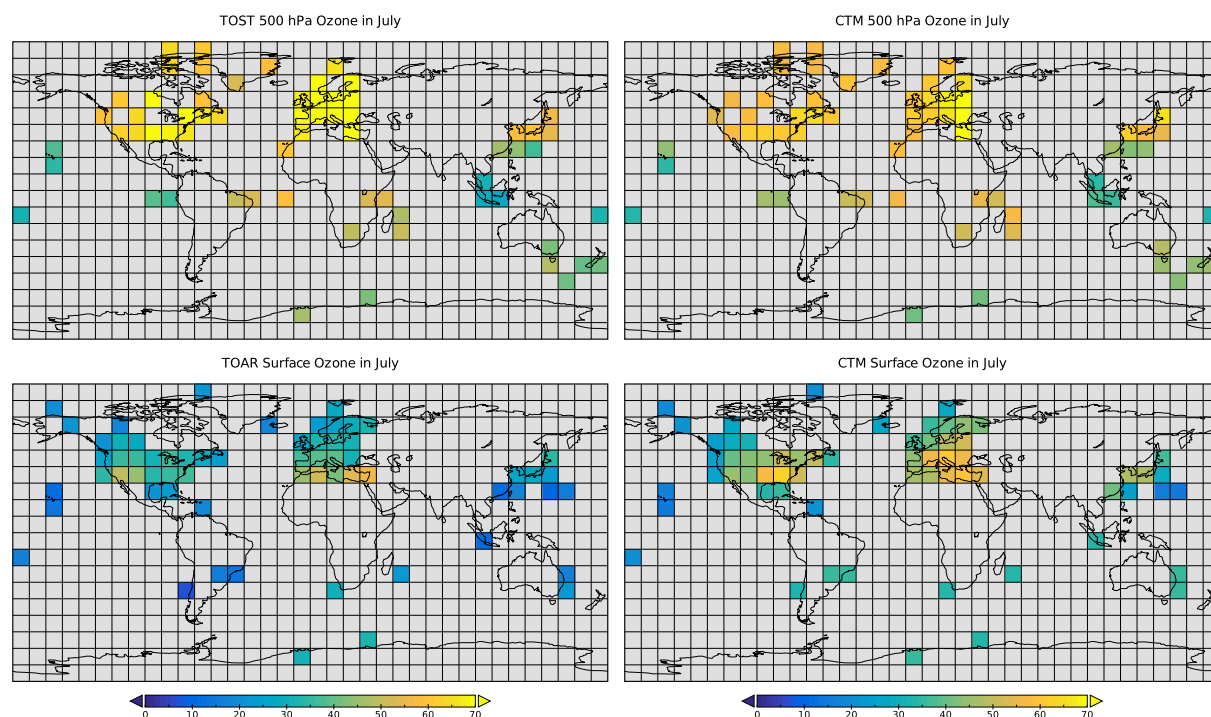 TOST 500 hPa Ozone in July
CTM 500 hPa Ozone in July
TOAR Surface Ozone in July
CTM Surface Ozone in July
0 10 20 30 40 50 60 70
0 10 20 30 40 50 60 70